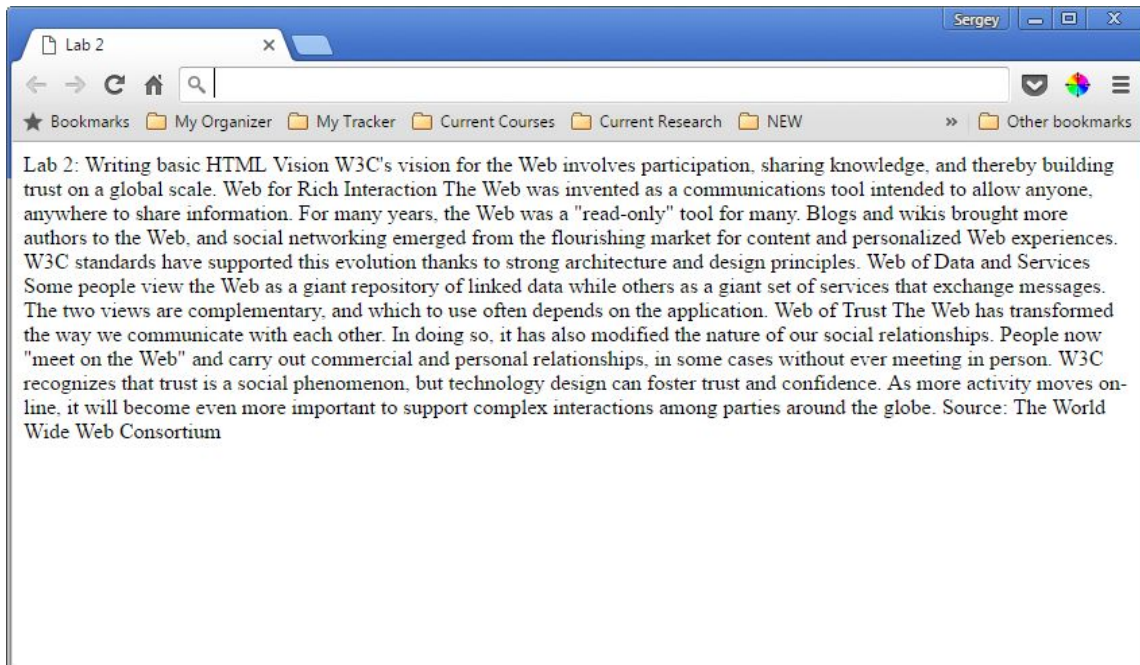 Sergey
Lab 2
Bookmarks My Organizer My Tracker Current Courses Current Research NEW » Other bookmarks
Lab 2: Writing basic HTML Vision W3C's vision for the Web involves participation, sharing knowledge, and thereby building
trust on a global scale. Web for Rich Interaction The Web was invented as a communications tool intended to allow anyone,
anywhere to share information. For many years, the Web was a "read-only" tool for many. Blogs and wikis brought more
authors to the Web, and social networking emerged from the flourishing market for content and personalized Web experiences.
W3C standards have supported this evolution thanks to strong architecture and design principles. Web of Data and Services
Some people view the Web as a giant repository of linked data while others as a giant set of services that exchange messages.
The two views are complementary, and which to use often depends on the application. Web of Trust The Web has transformed
the way we communicate with each other. In doing so, it has also modified the nature of our social relationships. People now
"meet on the Web" and carry out commercial and personal relationships, in some cases without ever meeting in person. W3C
recognizes that trust is a social phenomenon, but technology design can foster trust and confidence. As more activity moves on-
line, it will become even more important to support complex interactions among parties around the globe. Source: The World
Wide Web Consortium